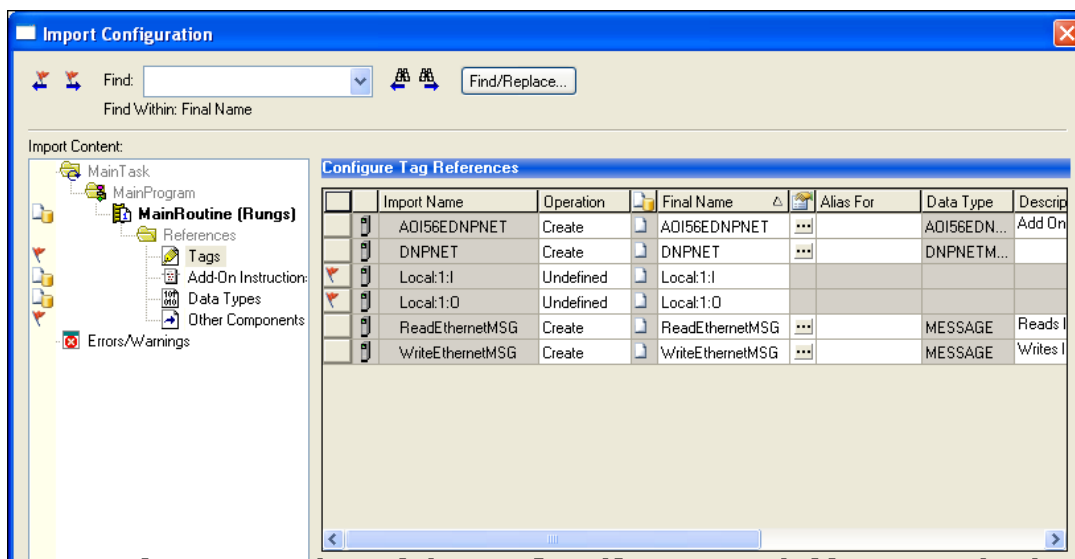 Import Configuration
Find:
Find/Replace...
Find Within: Final Name
Import Content:
MainTask
MainProgram
MainRoutine (Rungs)
References
Tags
Add-On Instruction
Data Types
Other Components
Errors/Warnings
Configure Tag References
Import Name Operation Final Name Alias For Data Type Descrip
AOI56EDNPNET Create AOI56EDNPNET ... AOI56EDN... Add On
DNPNET Create DNPNET ... DNPNETM...
Local:1:I Undefined Local:1:I
Local:1:O Undefined Local:1:O
ReadEthernetMSG Create ReadEthernetMSG ... MESSAGE Reads
WriteEthernetMSG Create WriteEthernetMSG ... MESSAGE Writes